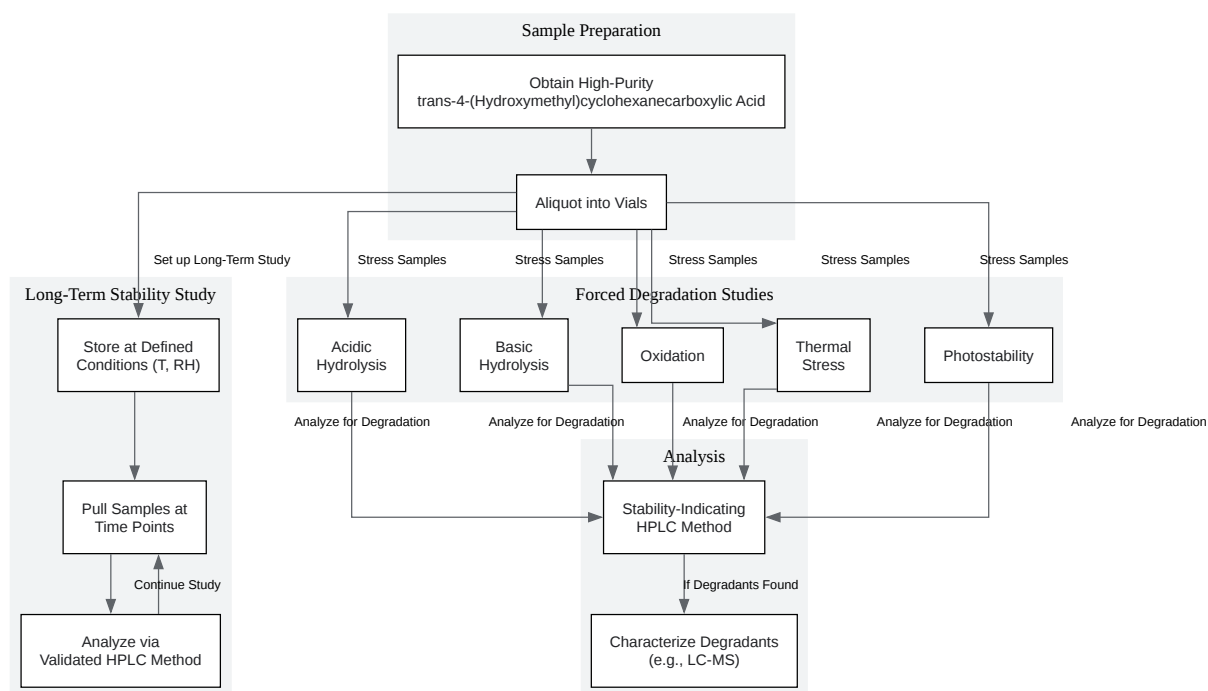 Sample Preparation
Obtain High-Purity
trans-4-(Hydroxymethyl)cyclohexanecarboxylic Acid
Aliquot into Vials
Set up Long-Term Study
Stress Samples
Stress Samples
Stress Samples
Stress Samples
Stress Samples
Long-Term Stability Study
Forced Degradation Studies
Store at Defined
Conditions (T, RH)
Acidic
Hydrolysis
Basic
Hydrolysis
Oxidation
Thermal
Stress
Photostability
Analyze for Degradation
Analyze for Degradation
Analyze for Degradation
Analyze for Degradation
Analyze for Degradation
Analysis
Pull Samples at
Time Points
Stability-Indicating
HPLC Method
Continue Study
If Degradants Found
Analyze via
Validated HPLC Method
Characterize Degradants
(e.g., LC-MS)